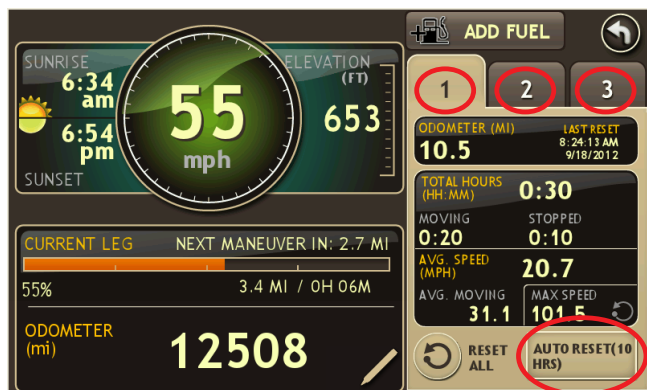 ADD FUEL
SUNRISE
6:34
am
6:54
pm
SUNSET
55
mph
ELEVATION
(FT)
653
1 2 3
ODOMETER (MI)
10.5
LAST RESET
8:24:13 AM
9/18/2012
TOTAL HOURS
(HH:MM)
0:30
MOVING STOPPED
0:20 0:10
AVG. SPEED
(MPH)
20.7
AVG. MOVING MAX SPEED
31.1 101.5
RESET
ALL
AUTO RESET(10
HRS)
CURRENT LEG NEXT MANEUVER IN: 2.7 MI
55% 3.4 MI / 0H 06M
ODOMETER
(mi)
12508